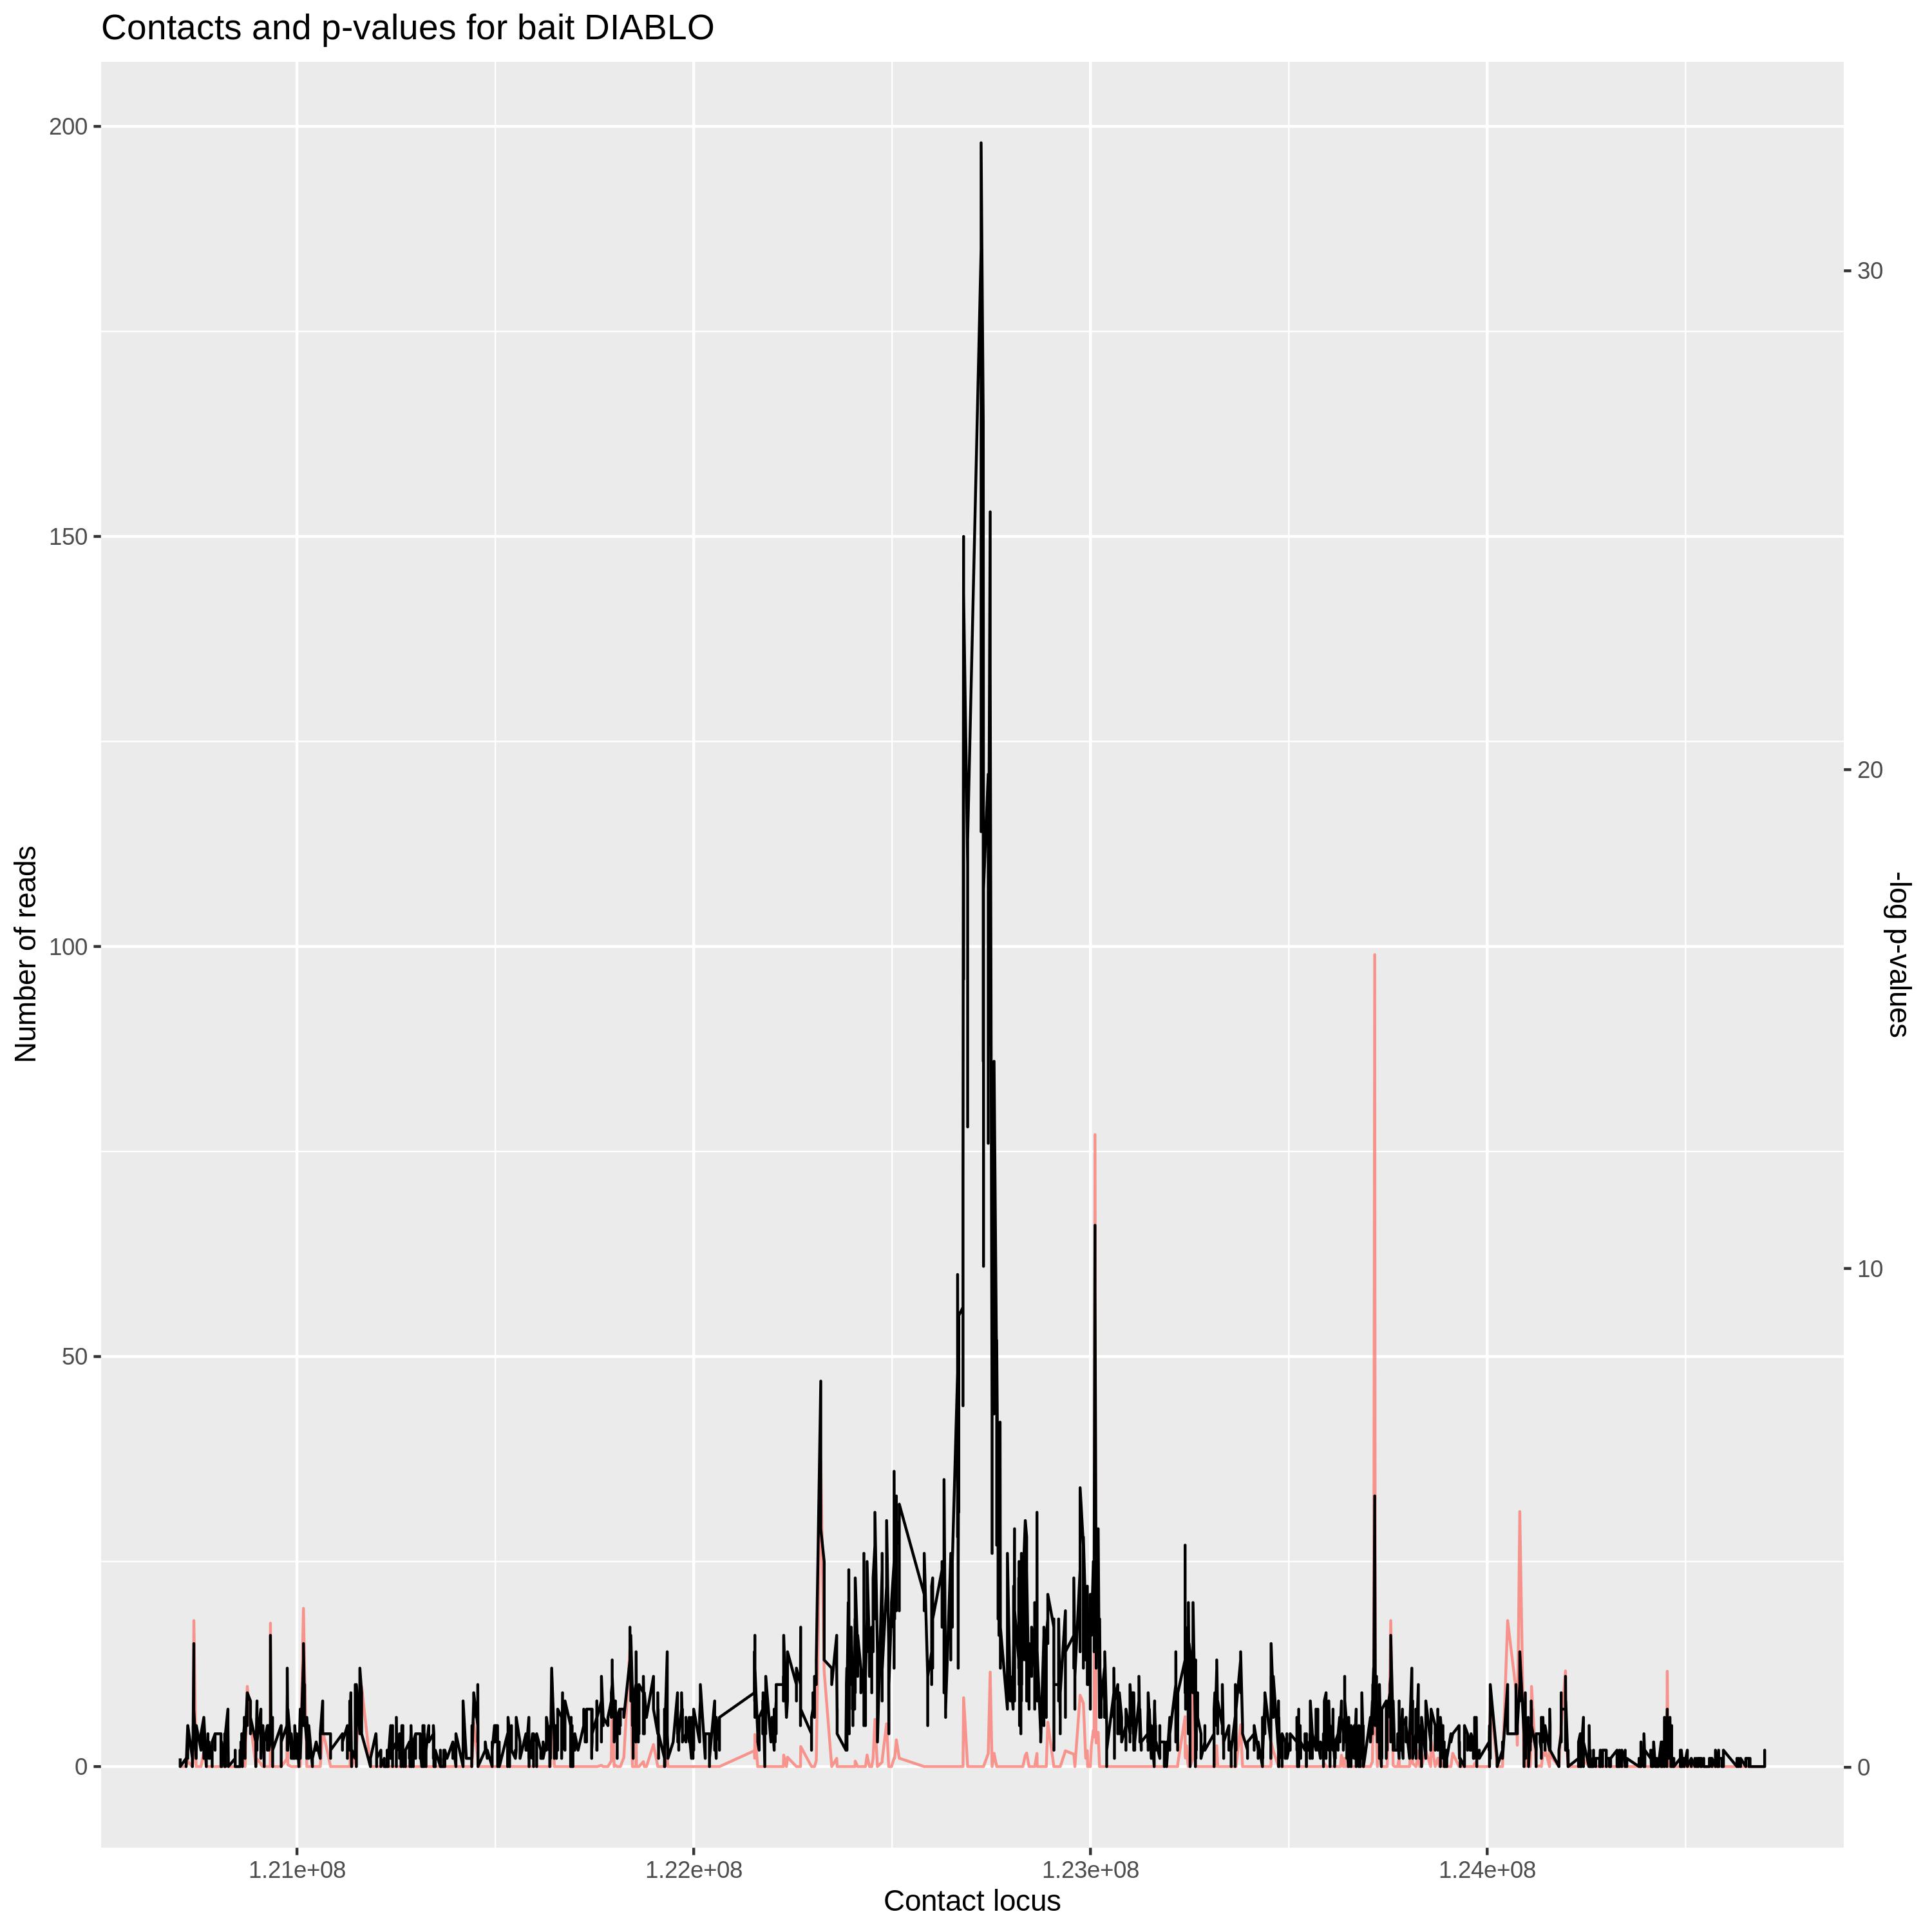 Contacts and p-values for bait DIABLO
200
150
100
50
0
Number of reads
30
20
10
0
-log p-values
1.21e+08
1.22e+08
1.23e+08
1.24e+08
Contact locus